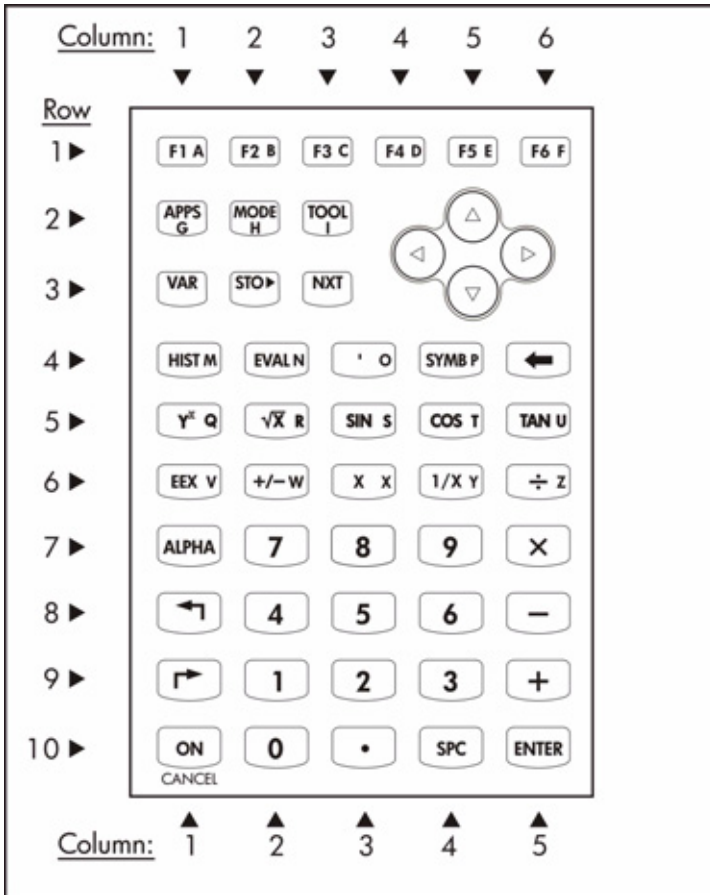 Column: 1 2 3 4 5 6
Row
1 F1 A F2 B F3 C F4 D F5 E F6 F
2 APPS G MODE H TOOL I
3 VAR STO▶ NXT
4 HIST M EVAL N ' O SYMB P
5 Yˣ Q √X R SIN S COS T TAN U
6 EEX V +/− W X X 1/X Y ÷ Z
7 ALPHA 7 8 9 ×
8 4 5 6 −
9 1 2 3 +
10 ON 0 . SPC ENTER
CANCEL
Column: 1 2 3 4 5